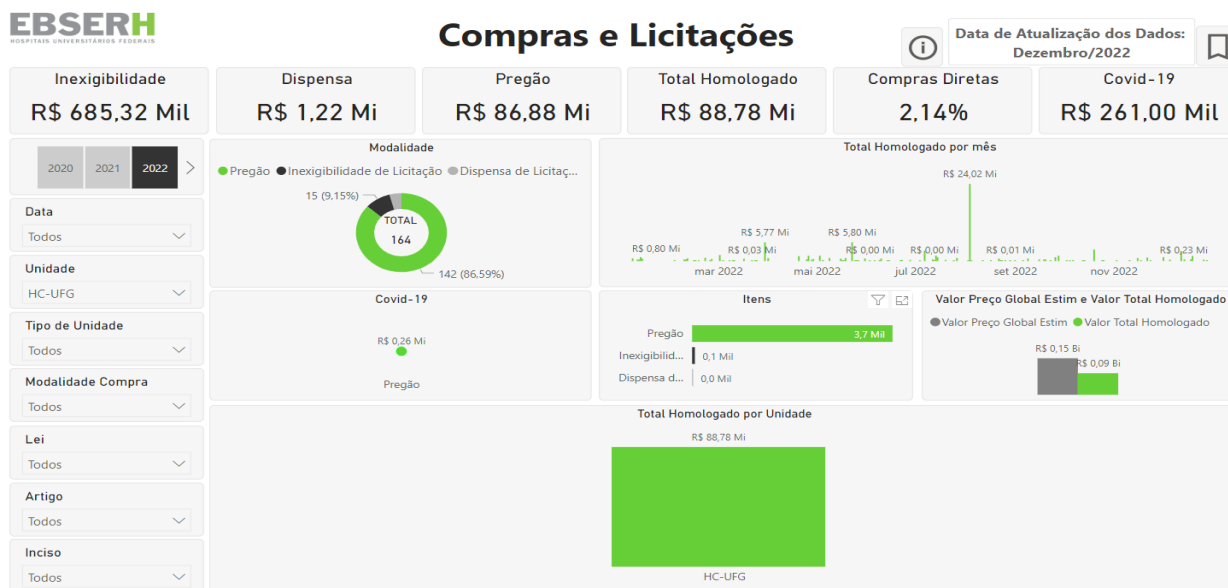 EBSERH
HOSPITAIS UNIVERSITÁRIOS FEDERAIS
Compras e Licitações
Data de Atualização dos Dados:
Dezembro/2022
Inexigibilidade
R$ 685,32 Mil
Dispensa
R$ 1,22 Mi
Pregão
R$ 86,88 Mi
Total Homologado
R$ 88,78 Mi
Compras Diretas
2,14%
Covid-19
R$ 261,00 Mil
2020 2021 2022
Data
Todos
Unidade
HC-UFG
Tipo de Unidade
Todos
Modalidade Compra
Todos
Lei
Todos
Artigo
Todos
Inciso
Todos
Modalidade
Pregão Inexigibilidade de Licitação Dispensa de Licitaç...
15 (9,15%)
TOTAL
164
142 (86,59%)
Total Homologado por mês
R$ 24,02 Mi
R$ 5,77 Mi R$ 5,80 Mi
R$ 0,80 Mi R$ 0,03 Mi R$ 0,00 Mi R$ 0,00 Mi R$ 0,01 Mi R$ 0,23 Mi
mar 2022 mai 2022 jul 2022 set 2022 nov 2022
Covid-19
R$ 0,26 Mi
Pregão
Itens
Pregão 3,7 Mil
Inexigibilid... 0,1 Mil
Dispensa d... 0,0 Mil
Valor Preço Global Estim e Valor Total Homologado
Valor Preço Global Estim Valor Total Homologado
R$ 0,15 Bi
R$ 0,09 Bi
Total Homologado por Unidade
R$ 88,78 Mi
HC-UFG